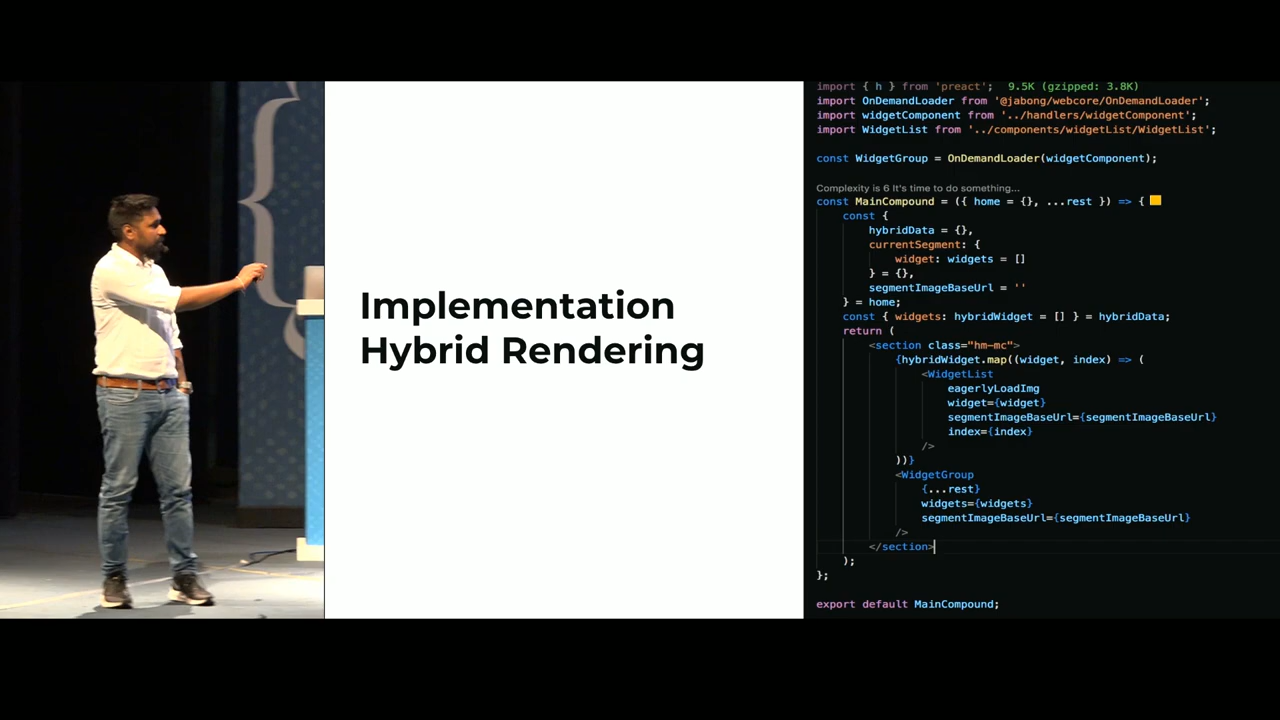 Implementation
Hybrid Rendering
import { h } from 'preact';  9.5K (gzipped: 3.8K)
import OnDemandLoader from '@jabong/webcore/OnDemandLoader';
import widgetComponent from '../handlers/widgetComponent';
import WidgetList from '../components/widgetList/WidgetList';
const WidgetGroup = OnDemandLoader(widgetComponent);
Complexity is 6 It's time to do something...
const MainCompound = ({ home = {}, ...rest }) => {
const {
hybridData = {},
currentSegment: {
widget: widgets = []
} = {},
segmentImageBaseUrl = ''
} = home;
const { widgets: hybridWidget = [] } = hybridData;
return (
<section class="hm-mc">
{hybridWidget.map((widget, index) => (
<WidgetList
eagerlyLoadImg
widget={widget}
segmentImageBaseUrl={segmentImageBaseUrl}
index={index}
/>
))}
<WidgetGroup
{...rest}
widgets={widgets}
segmentImageBaseUrl={segmentImageBaseUrl}
/>
</section>
);
};
export default MainCompound;